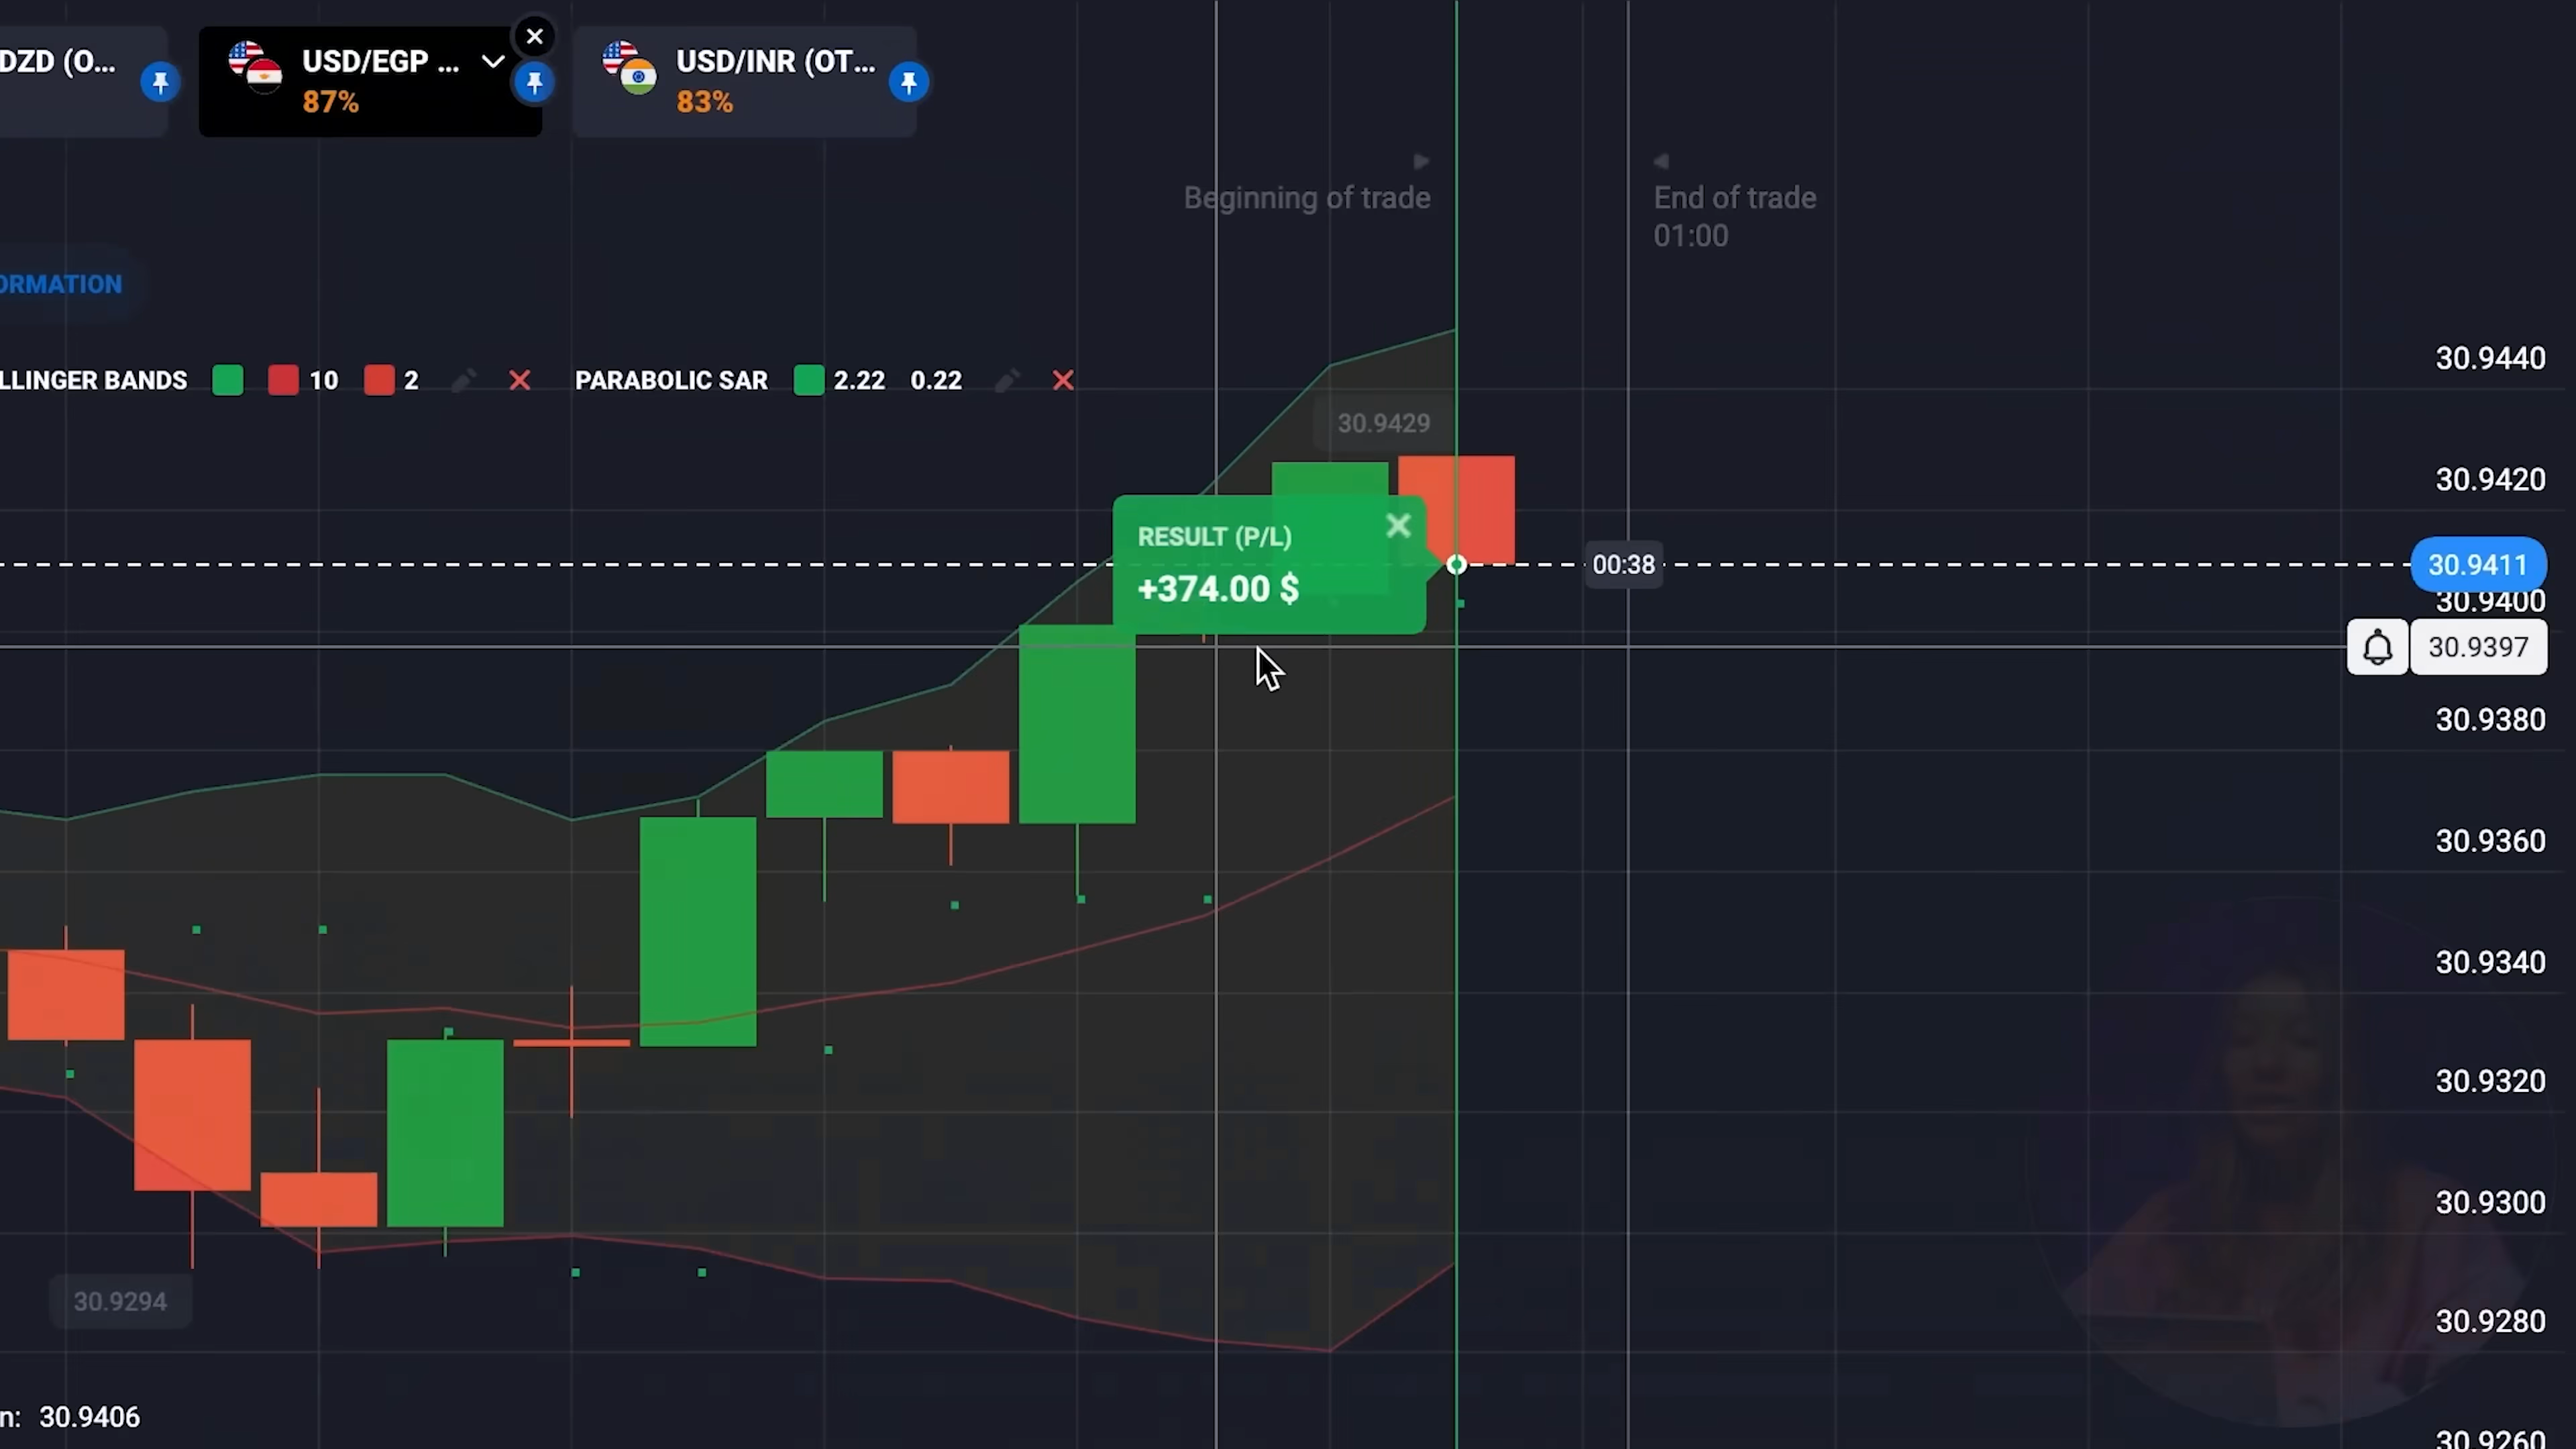 DZD (O...
USD/EGP ...
87%
USD/INR (OT...
83%
Beginning of trade
End of trade
01:00
ORMATION
LLINGER BANDS 10 2 PARABOLIC SAR 2.22 0.22
30.9440
30.9429
30.9420
RESULT (P/L)
+374.00 $
00:38
30.9411
30.9400
30.9397
30.9380
30.9360
30.9340
30.9320
30.9300
30.9294
30.9280
n: 30.9406
30.9260